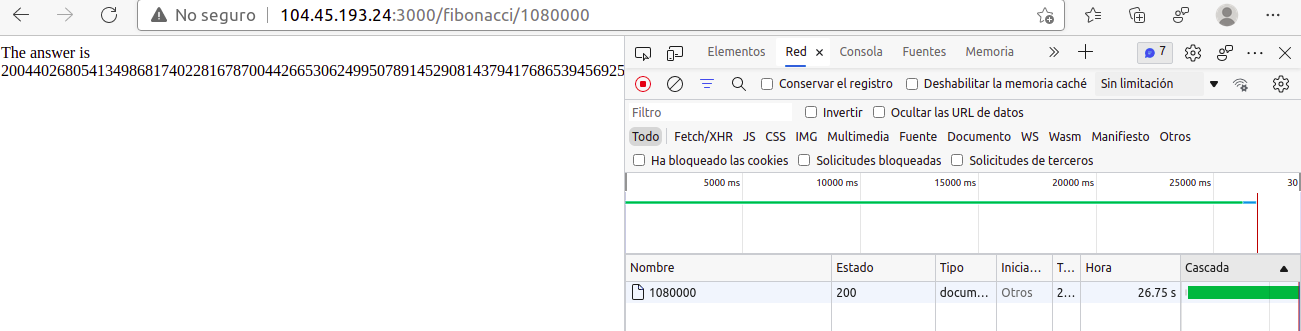 No seguro 104.45.193.24:3000/fibonacci/1080000
The answer is
200440268054134986817402281678700442665306249950789145290814379417686539456925
Elementos Red Consola Fuentes Memoria 7
Conservar el registro Deshabilitar la memoria caché Sin limitación
Filtro Invertir Ocultar las URL de datos
Todo Fetch/XHR JS CSS IMG Multimedia Fuente Documento WS Wasm Manifiesto Otros
Ha bloqueado las cookies Solicitudes bloqueadas Solicitudes de terceros
5000 ms 10000 ms 15000 ms 20000 ms 25000 ms 30
Nombre Estado Tipo Inicia... T... Hora Cascada
1080000 200 docum... Otros 2... 26.75 s